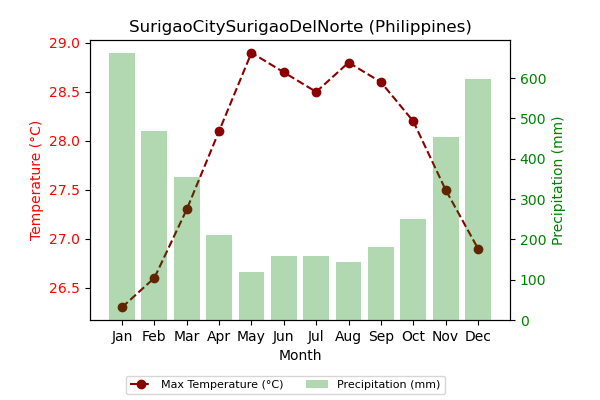 SurigaoCitySurigaoDelNorte (Philippines)
29.0
28.5
28.0
27.5
27.0
26.5
Temperature (°C)
600
500
400
300
200
100
0
Precipitation (mm)
Jan Feb Mar Apr May Jun Jul Aug Sep Oct Nov Dec
Month
Max Temperature (°C) Precipitation (mm)